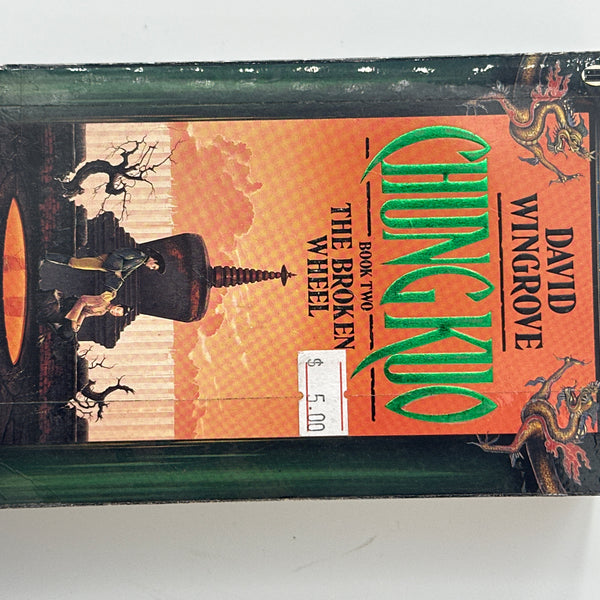 DAVID
WINGROVE
CHUNG KUO
BOOK TWO
THE BROKEN
WHEEL
$ 5.00